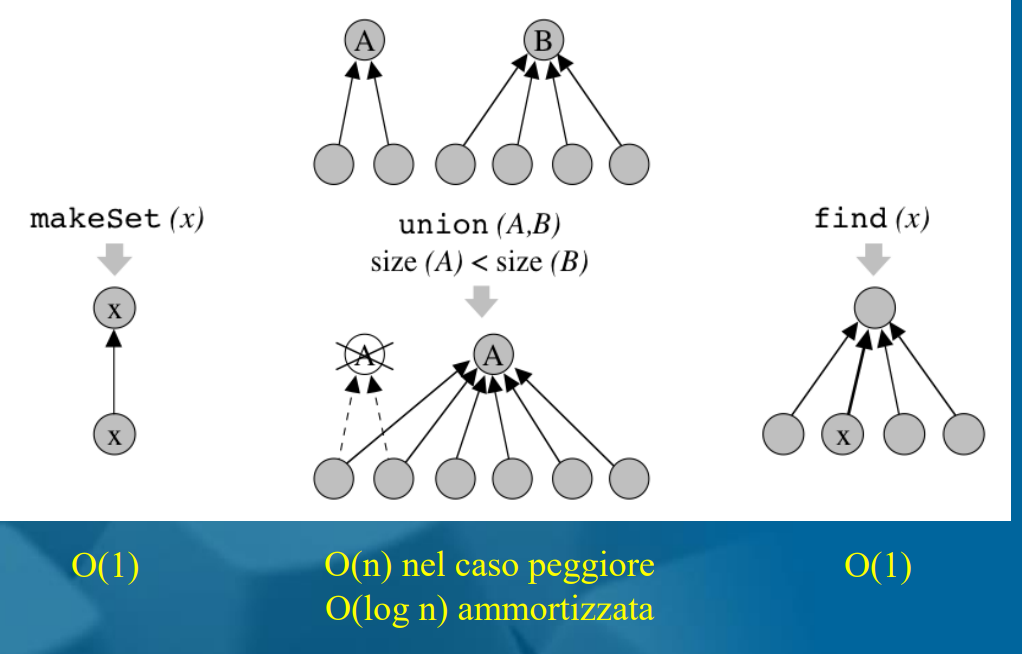 A
B
makeSet (x)
union (A,B)
size (A) < size (B)
find (x)
x
x
A
A
x
O(1)
O(n) nel caso peggiore
O(log n) ammortizzata
O(1)